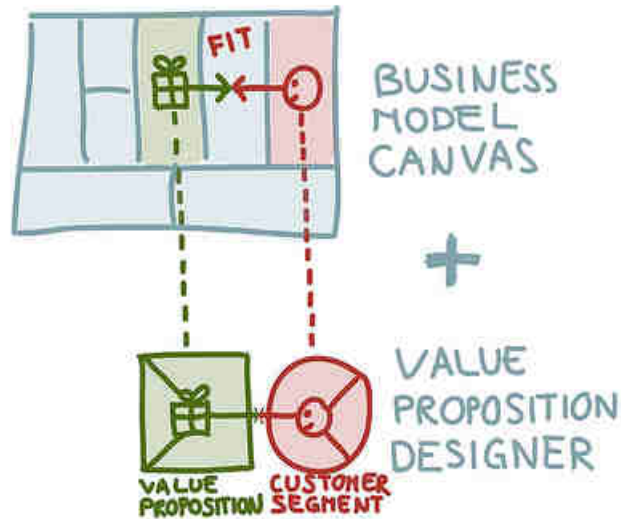 FIT
BUSINESS
MODEL
CANVAS
+
VALUE
PROPOSITION
DESIGNER
VALUE
PROPOSITION
CUSTOMER
SEGMENT